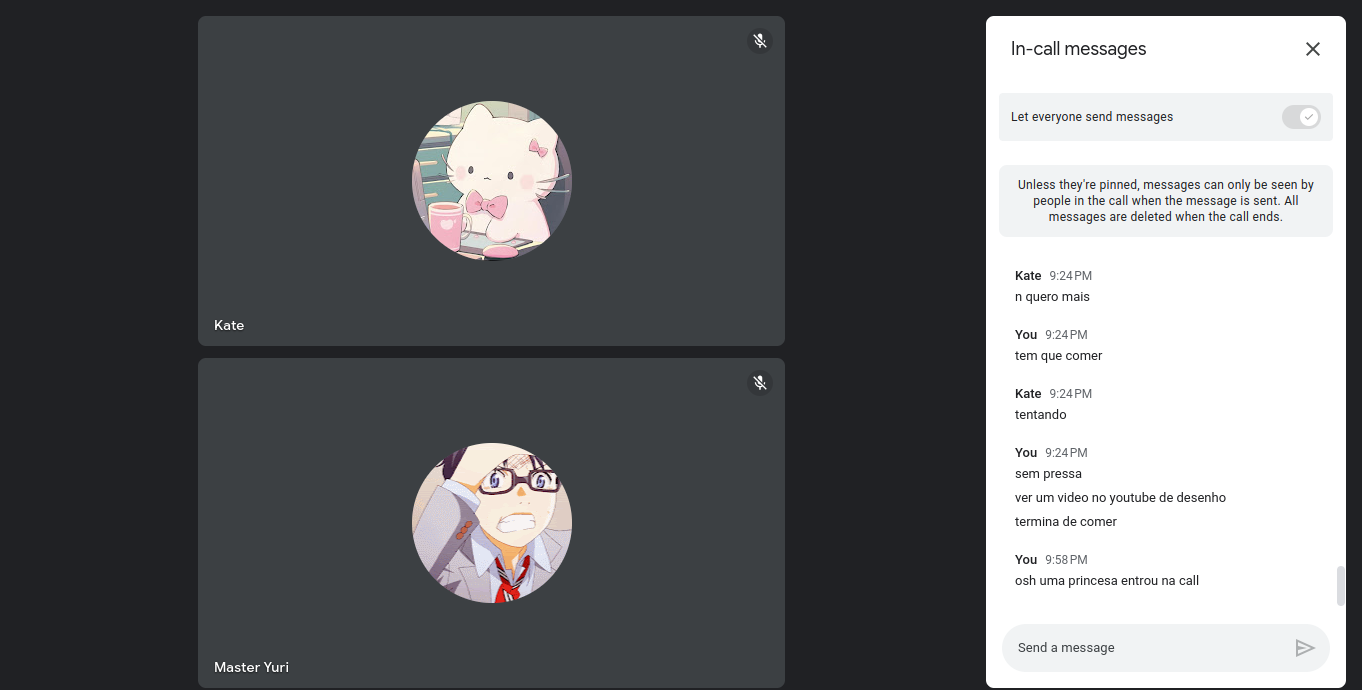 Kate
Master Yuri
In-call messages
Let everyone send messages
Unless they're pinned, messages can only be seen by
people in the call when the message is sent. All
messages are deleted when the call ends.
Kate 9:24 PM
n quero mais
You 9:24 PM
tem que comer
Kate 9:24 PM
tentando
You 9:24 PM
sem pressa
ver um video no youtube de desenho
termina de comer
You 9:58 PM
osh uma princesa entrou na call
Send a message